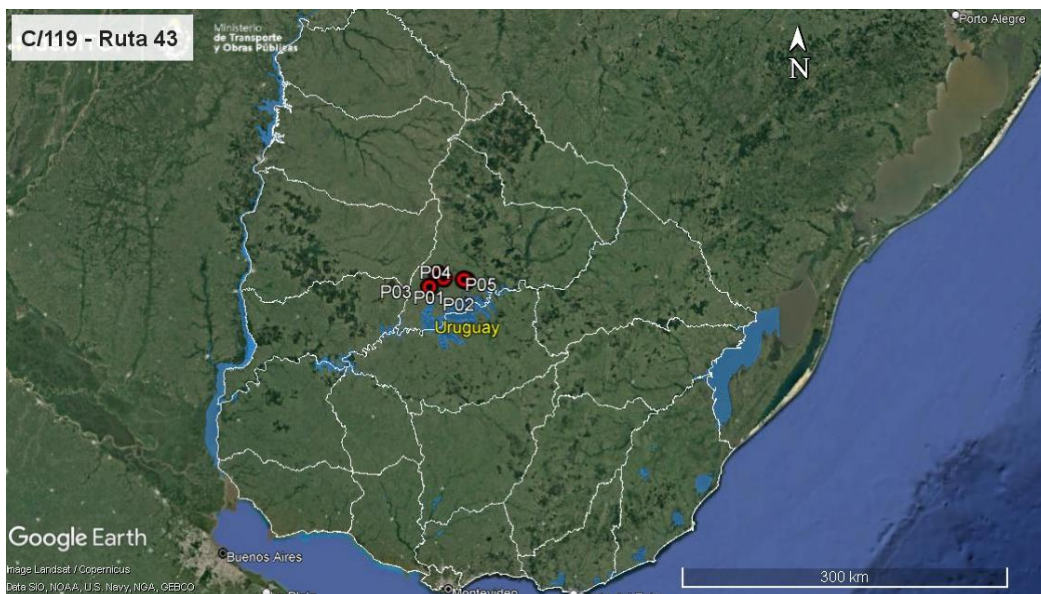 C/119 - Ruta 43
Ministerio
de Transporte
y Obras Públicas
N
Porto Alegre
P04
P03
P05
P01
P02
Uruguay
Google Earth
Buenos Aires
Image Landsat / Copernicus
Data SIO, NOAA, U.S. Navy, NGA, GEBCO
Montevideo
300 km